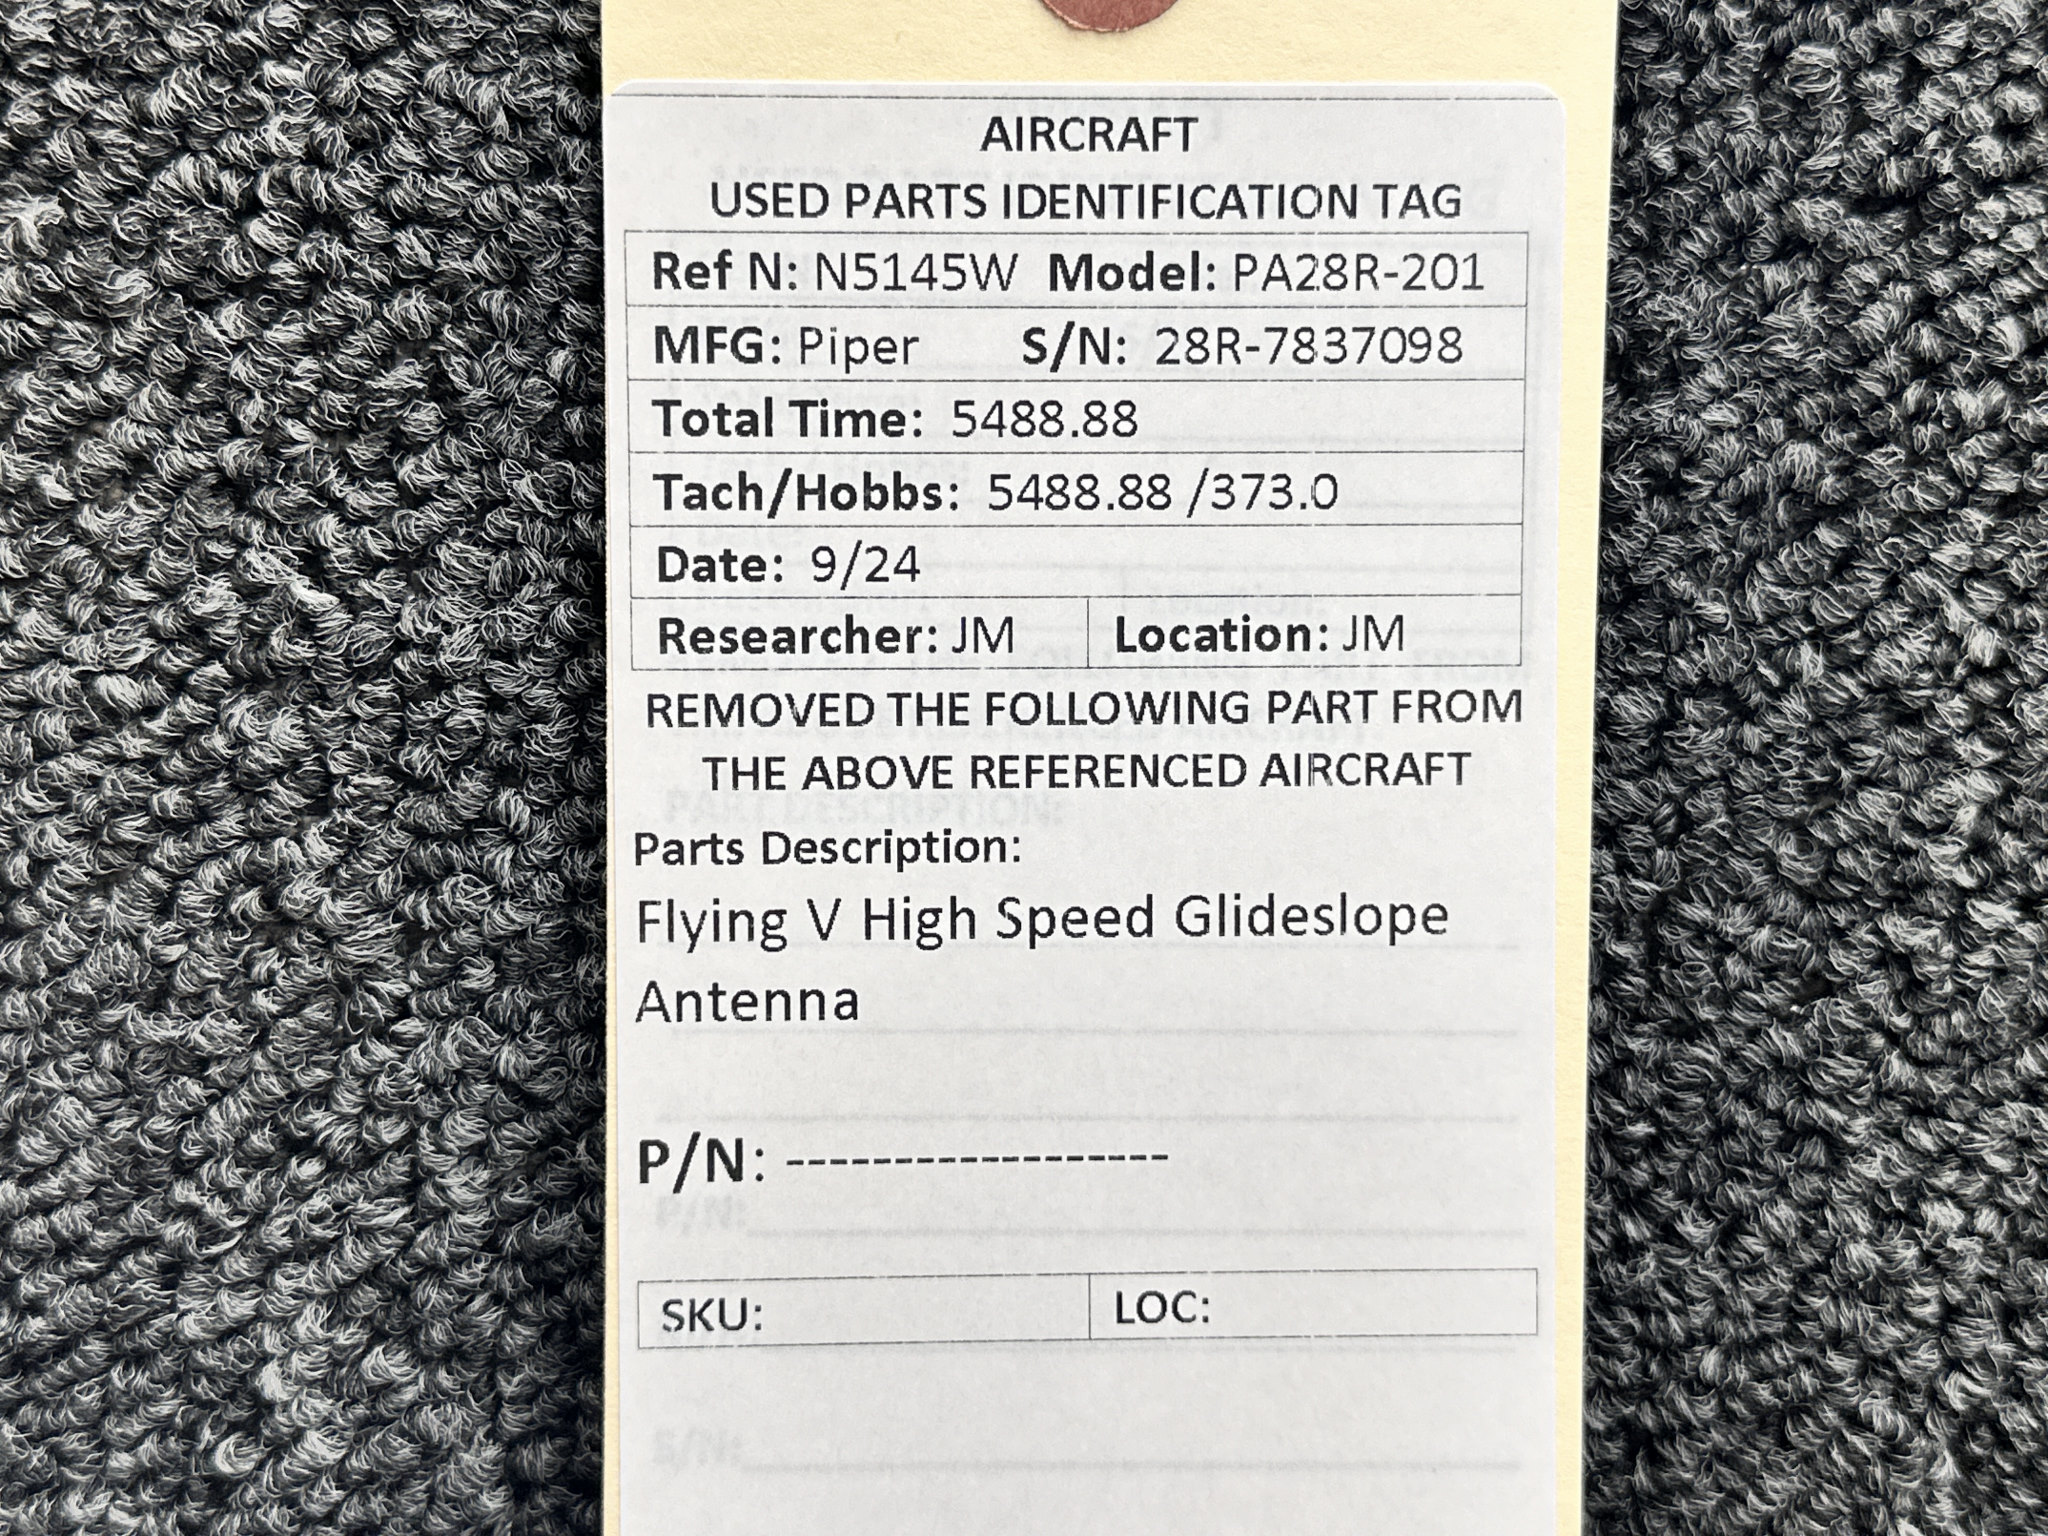 AIRCRAFT
USED PARTS IDENTIFICATION TAG
Ref N: N5145W Model: PA28R-201
MFG: Piper S/N: 28R-7837098
Total Time: 5488.88
Tach/Hobbs: 5488.88 /373.0
Date: 9/24
Researcher: JM Location: JM
REMOVED THE FOLLOWING PART FROM
THE ABOVE REFERENCED AIRCRAFT
Parts Description:
Flying V High Speed Glideslope
Antenna
P/N: ------------------
P/N:
SKU: LOC:
S/N: